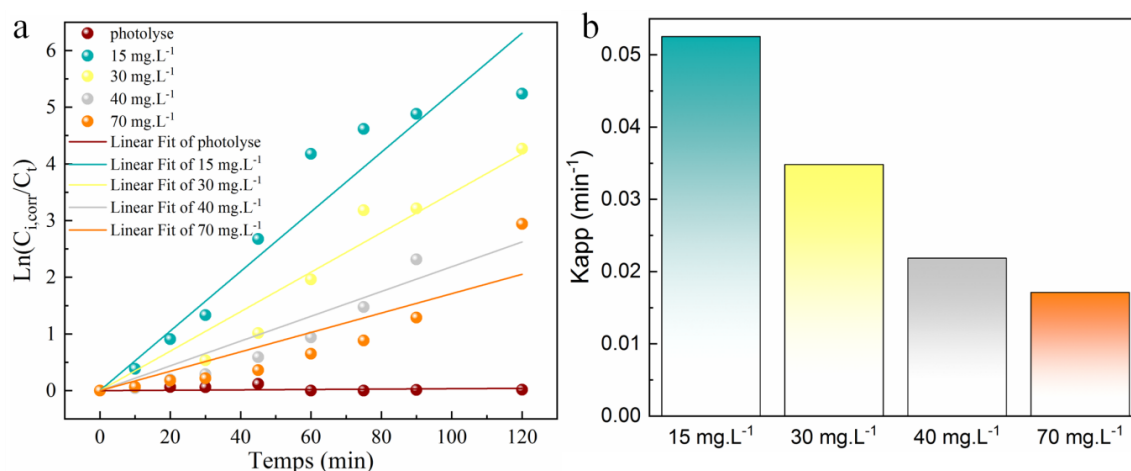 a
photolyse
15 mg.L⁻¹
30 mg.L⁻¹
40 mg.L⁻¹
70 mg.L⁻¹
Linear Fit of photolyse
Linear Fit of 15 mg.L⁻¹
Linear Fit of 30 mg.L⁻¹
Linear Fit of 40 mg.L⁻¹
Linear Fit of 70 mg.L⁻¹
Ln(C_{i,corr}/C_t)
6
5
4
3
2
1
0
0 20 40 60 80 100 120
Temps (min)
b
Kapp (min⁻¹)
0.05
0.04
0.03
0.02
0.01
0.00
15 mg.L⁻¹ 30 mg.L⁻¹ 40 mg.L⁻¹ 70 mg.L⁻¹